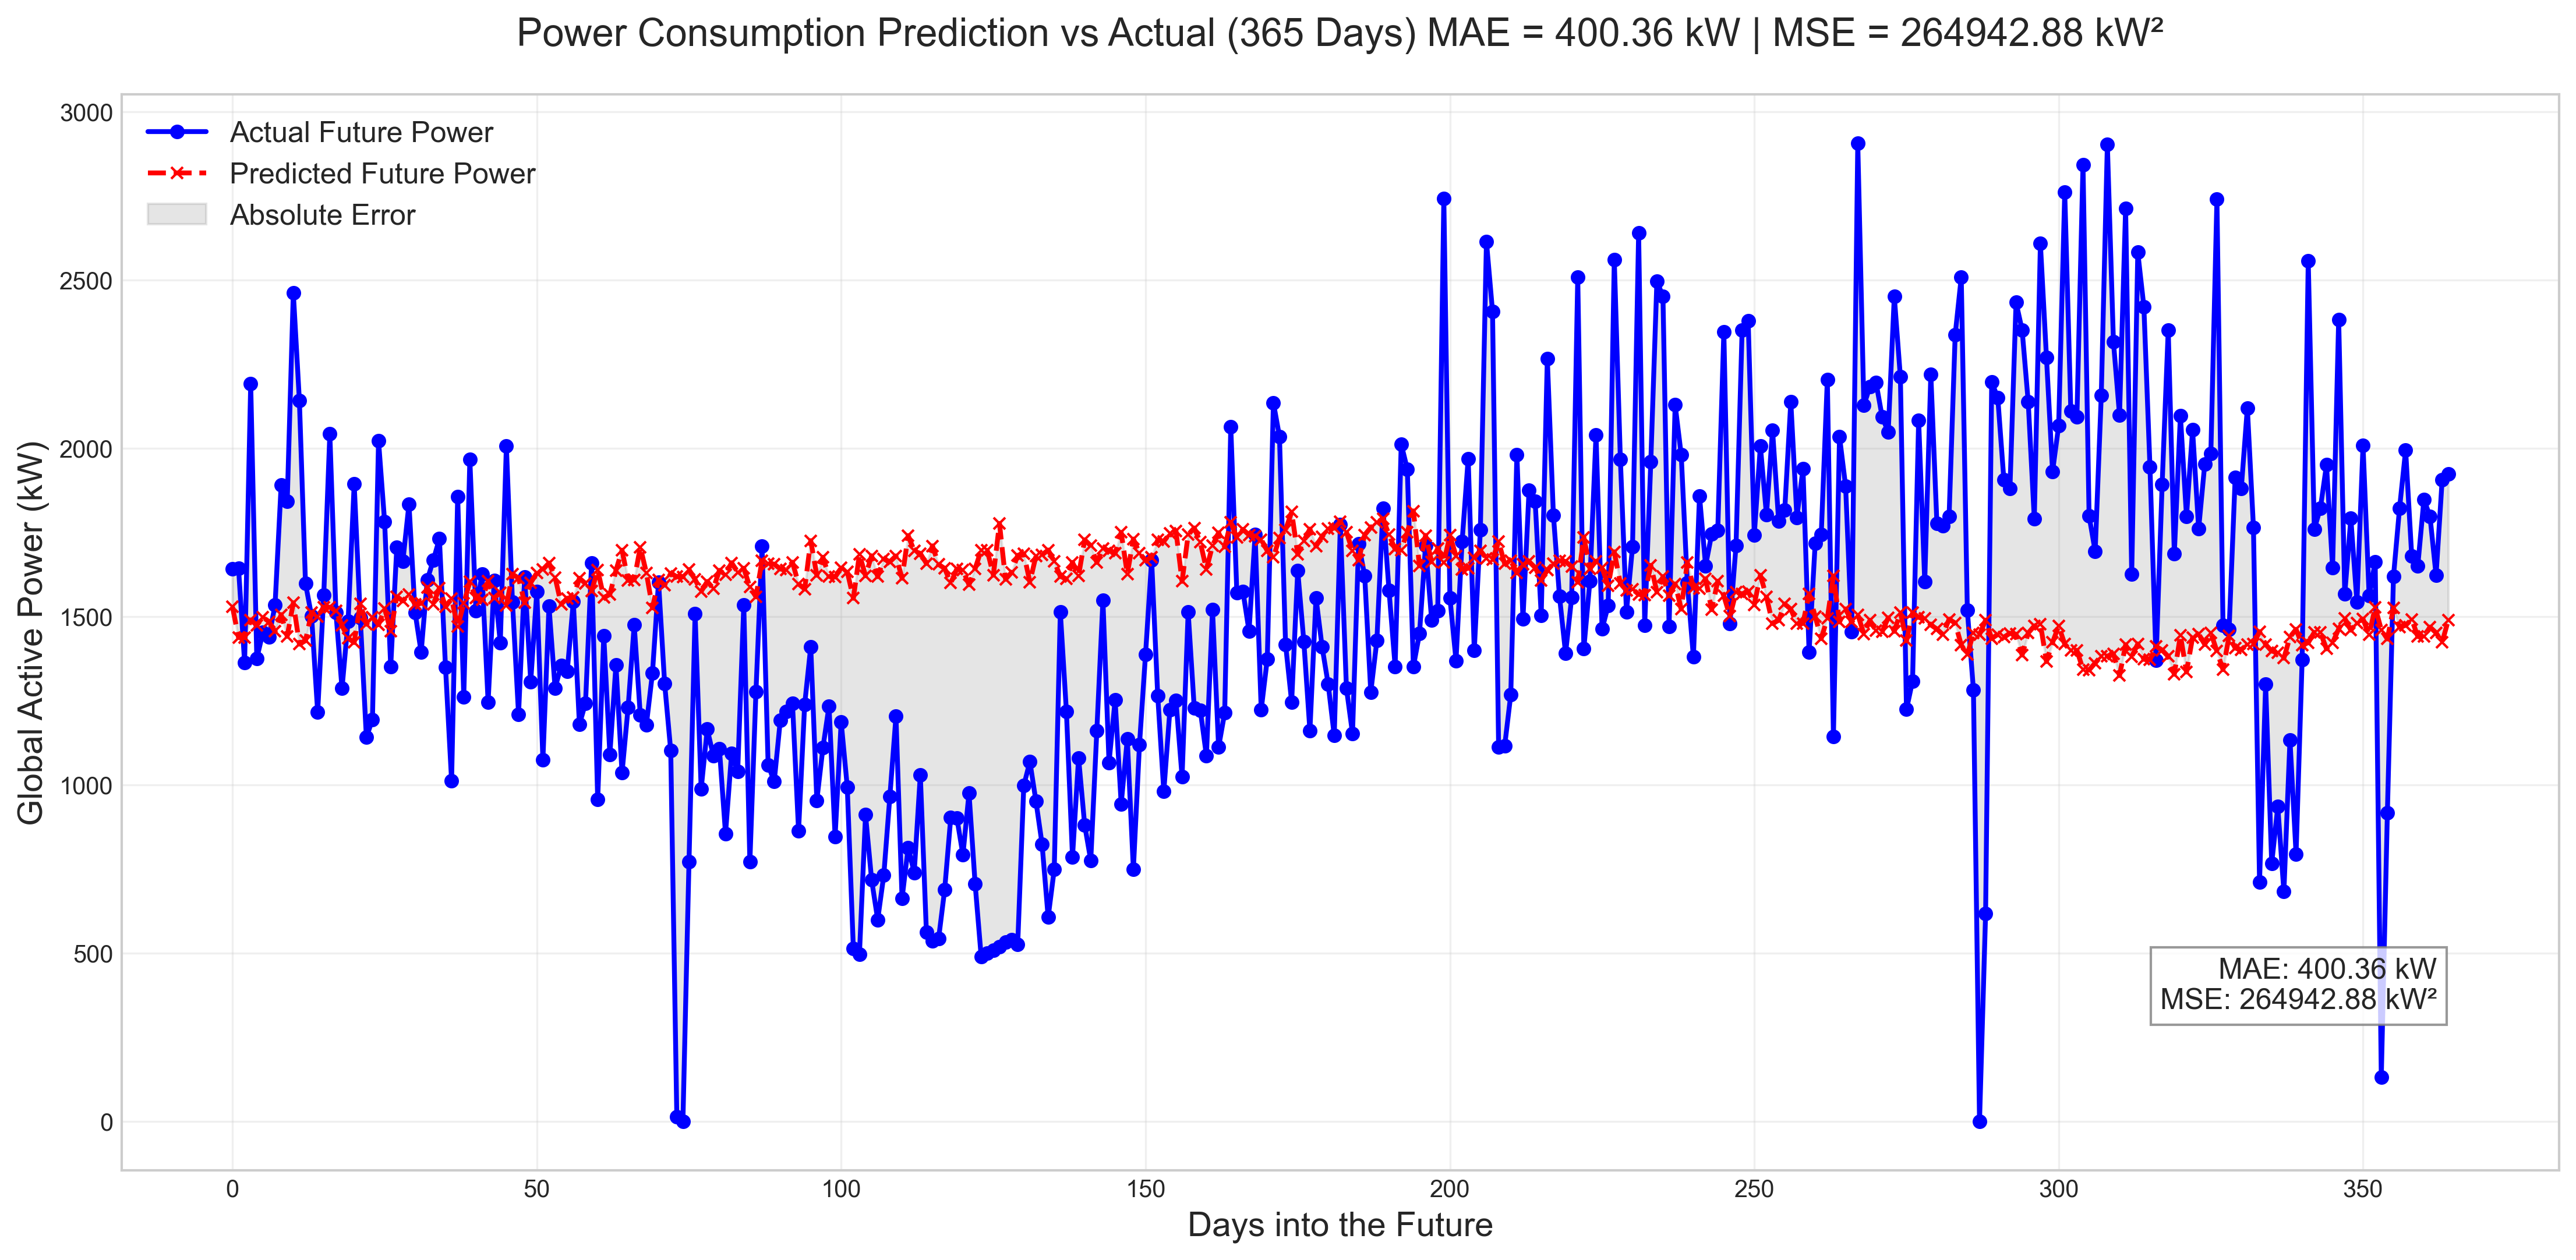 Power Consumption Prediction vs Actual (365 Days) MAE = 400.36 kW | MSE = 264942.88 kW²
Actual Future Power
Predicted Future Power
Absolute Error
Global Active Power (kW)
3000
2500
2000
1500
1000
500
0
MAE: 400.36 kW
MSE: 264942.88 kW²
0
50
100
150
200
250
300
350
Days into the Future